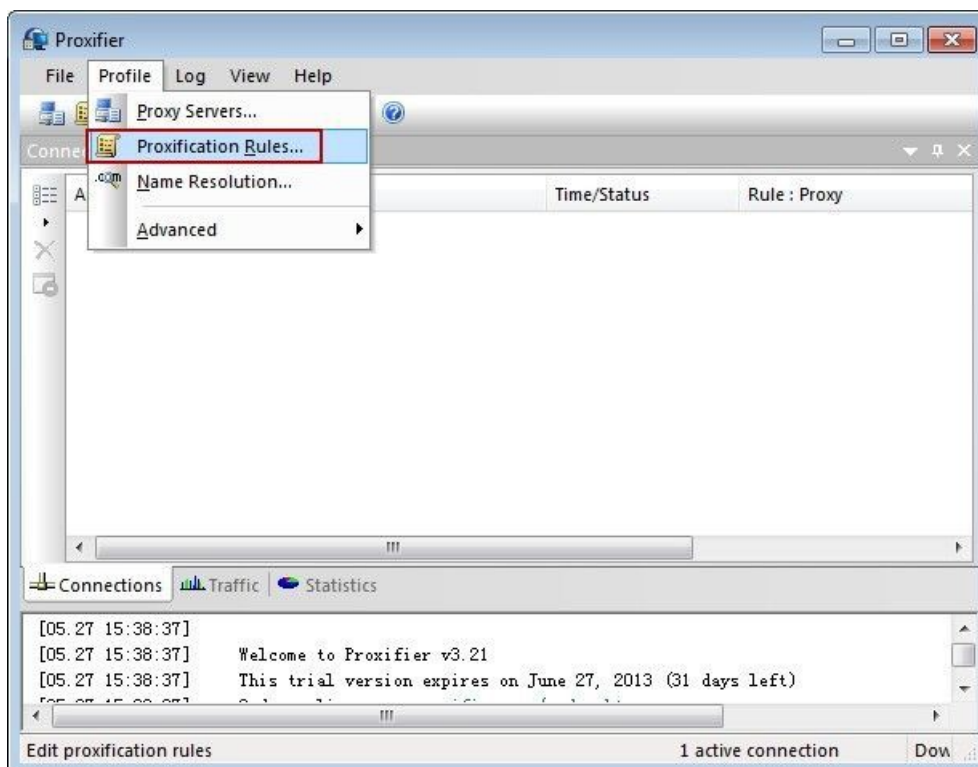 Proxifier
File Profile Log View Help
Proxy Servers...
Proxification Rules...
.com Name Resolution...
Advanced
Conne
A
Time/Status Rule : Proxy
Connections Traffic Statistics
[05.27 15:38:37]
[05.27 15:38:37] Welcome to Proxifier v3.21
[05.27 15:38:37] This trial version expires on June 27, 2013 (31 days left)
Edit proxification rules 1 active connection Dow